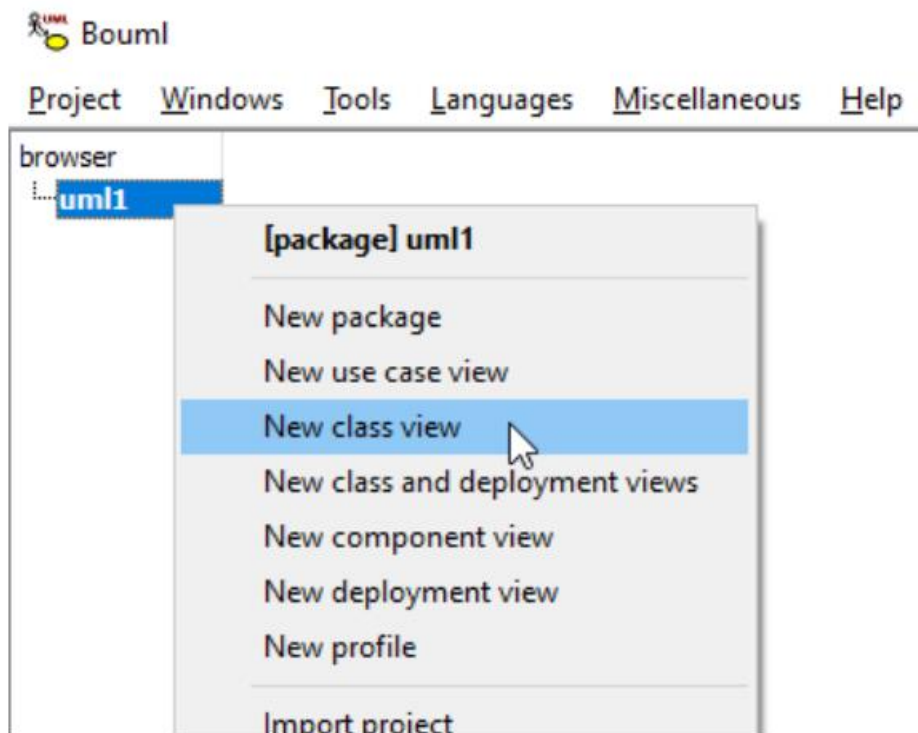 UML
Bouml
Project Windows Tools Languages Miscellaneous Help
browser
uml1
[package] uml1
New package
New use case view
New class view
New class and deployment views
New component view
New deployment view
New profile
Import project